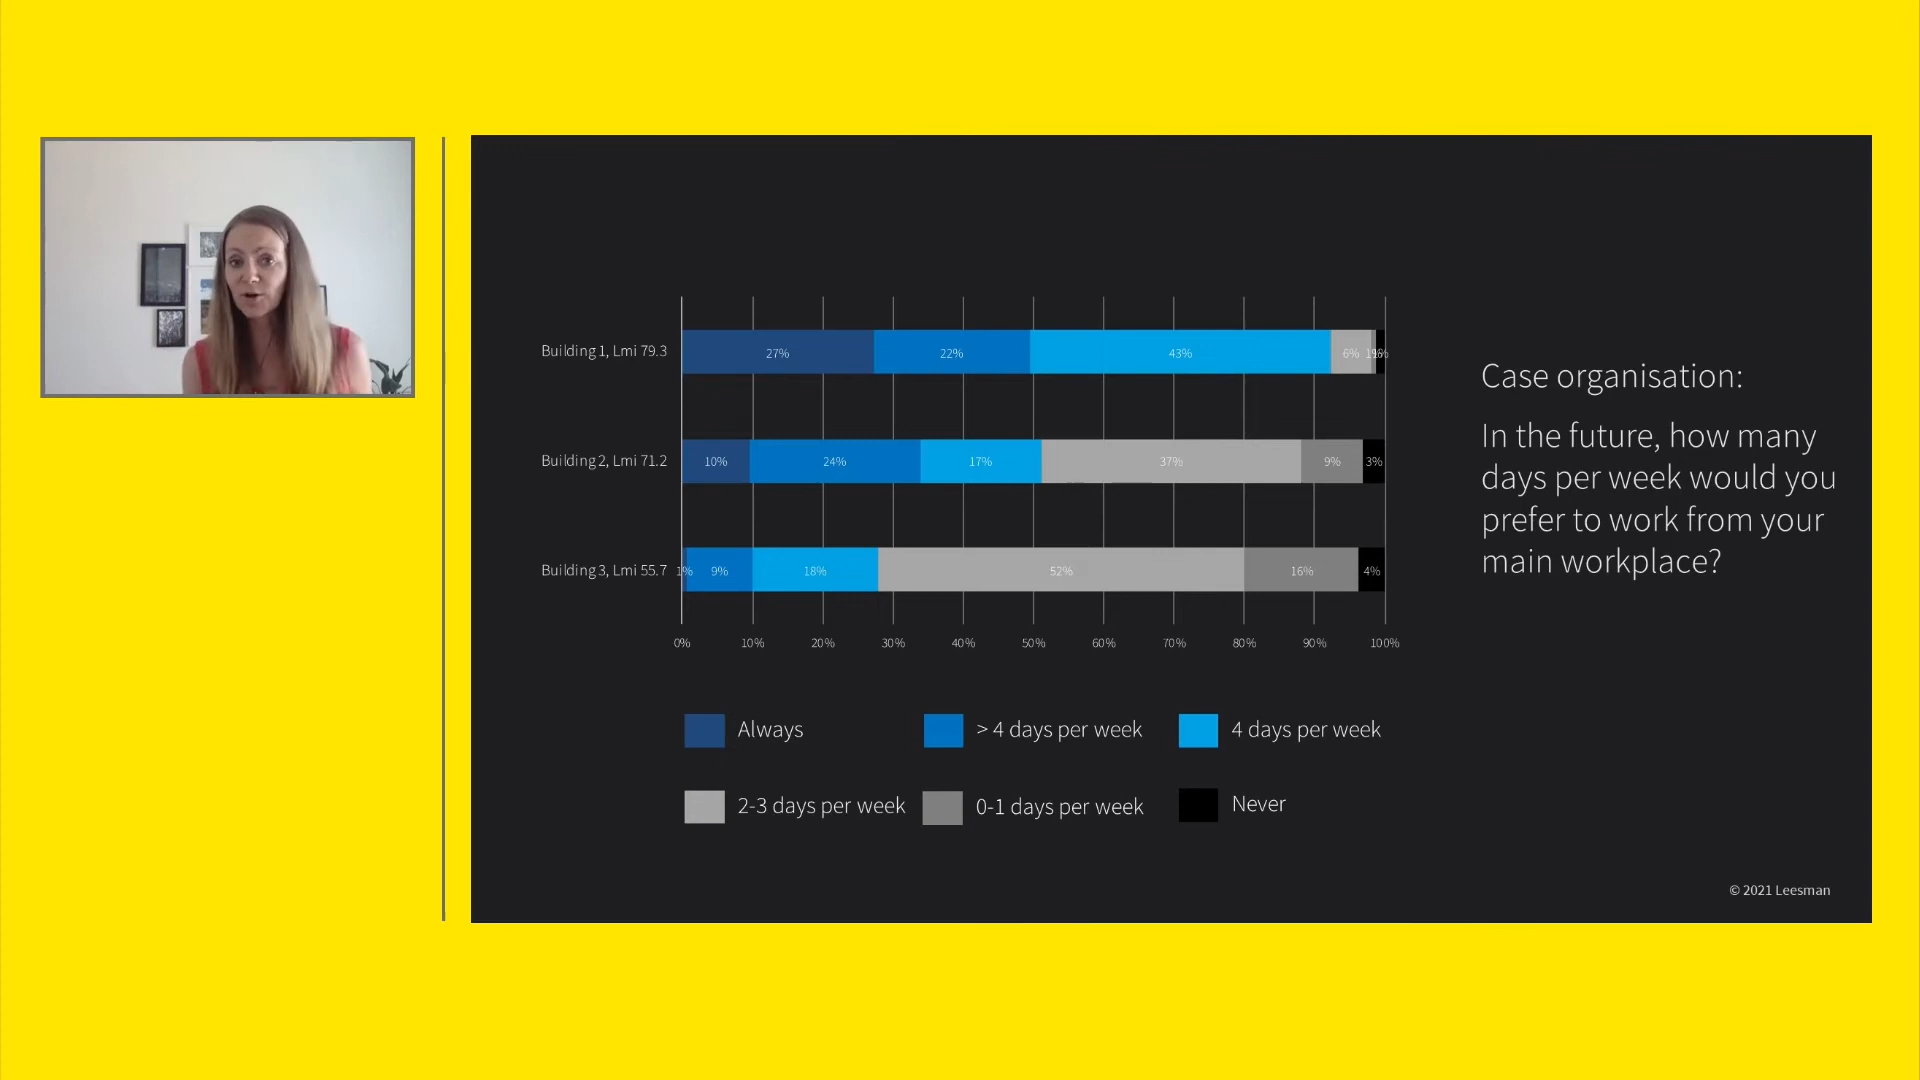 Building 1, Lmi 79.3
27%
22%
43%
6%
1%
Building 2, Lmi 71.2
10%
24%
17%
37%
9%
3%
Building 3, Lmi 55.7
1%
9%
18%
52%
16%
4%
0%
10%
20%
30%
40%
50%
60%
70%
80%
90%
100%
Always
> 4 days per week
4 days per week
2-3 days per week
0-1 days per week
Never
Case organisation:
In the future, how many
days per week would you
prefer to work from your
main workplace?
© 2021 Leesman